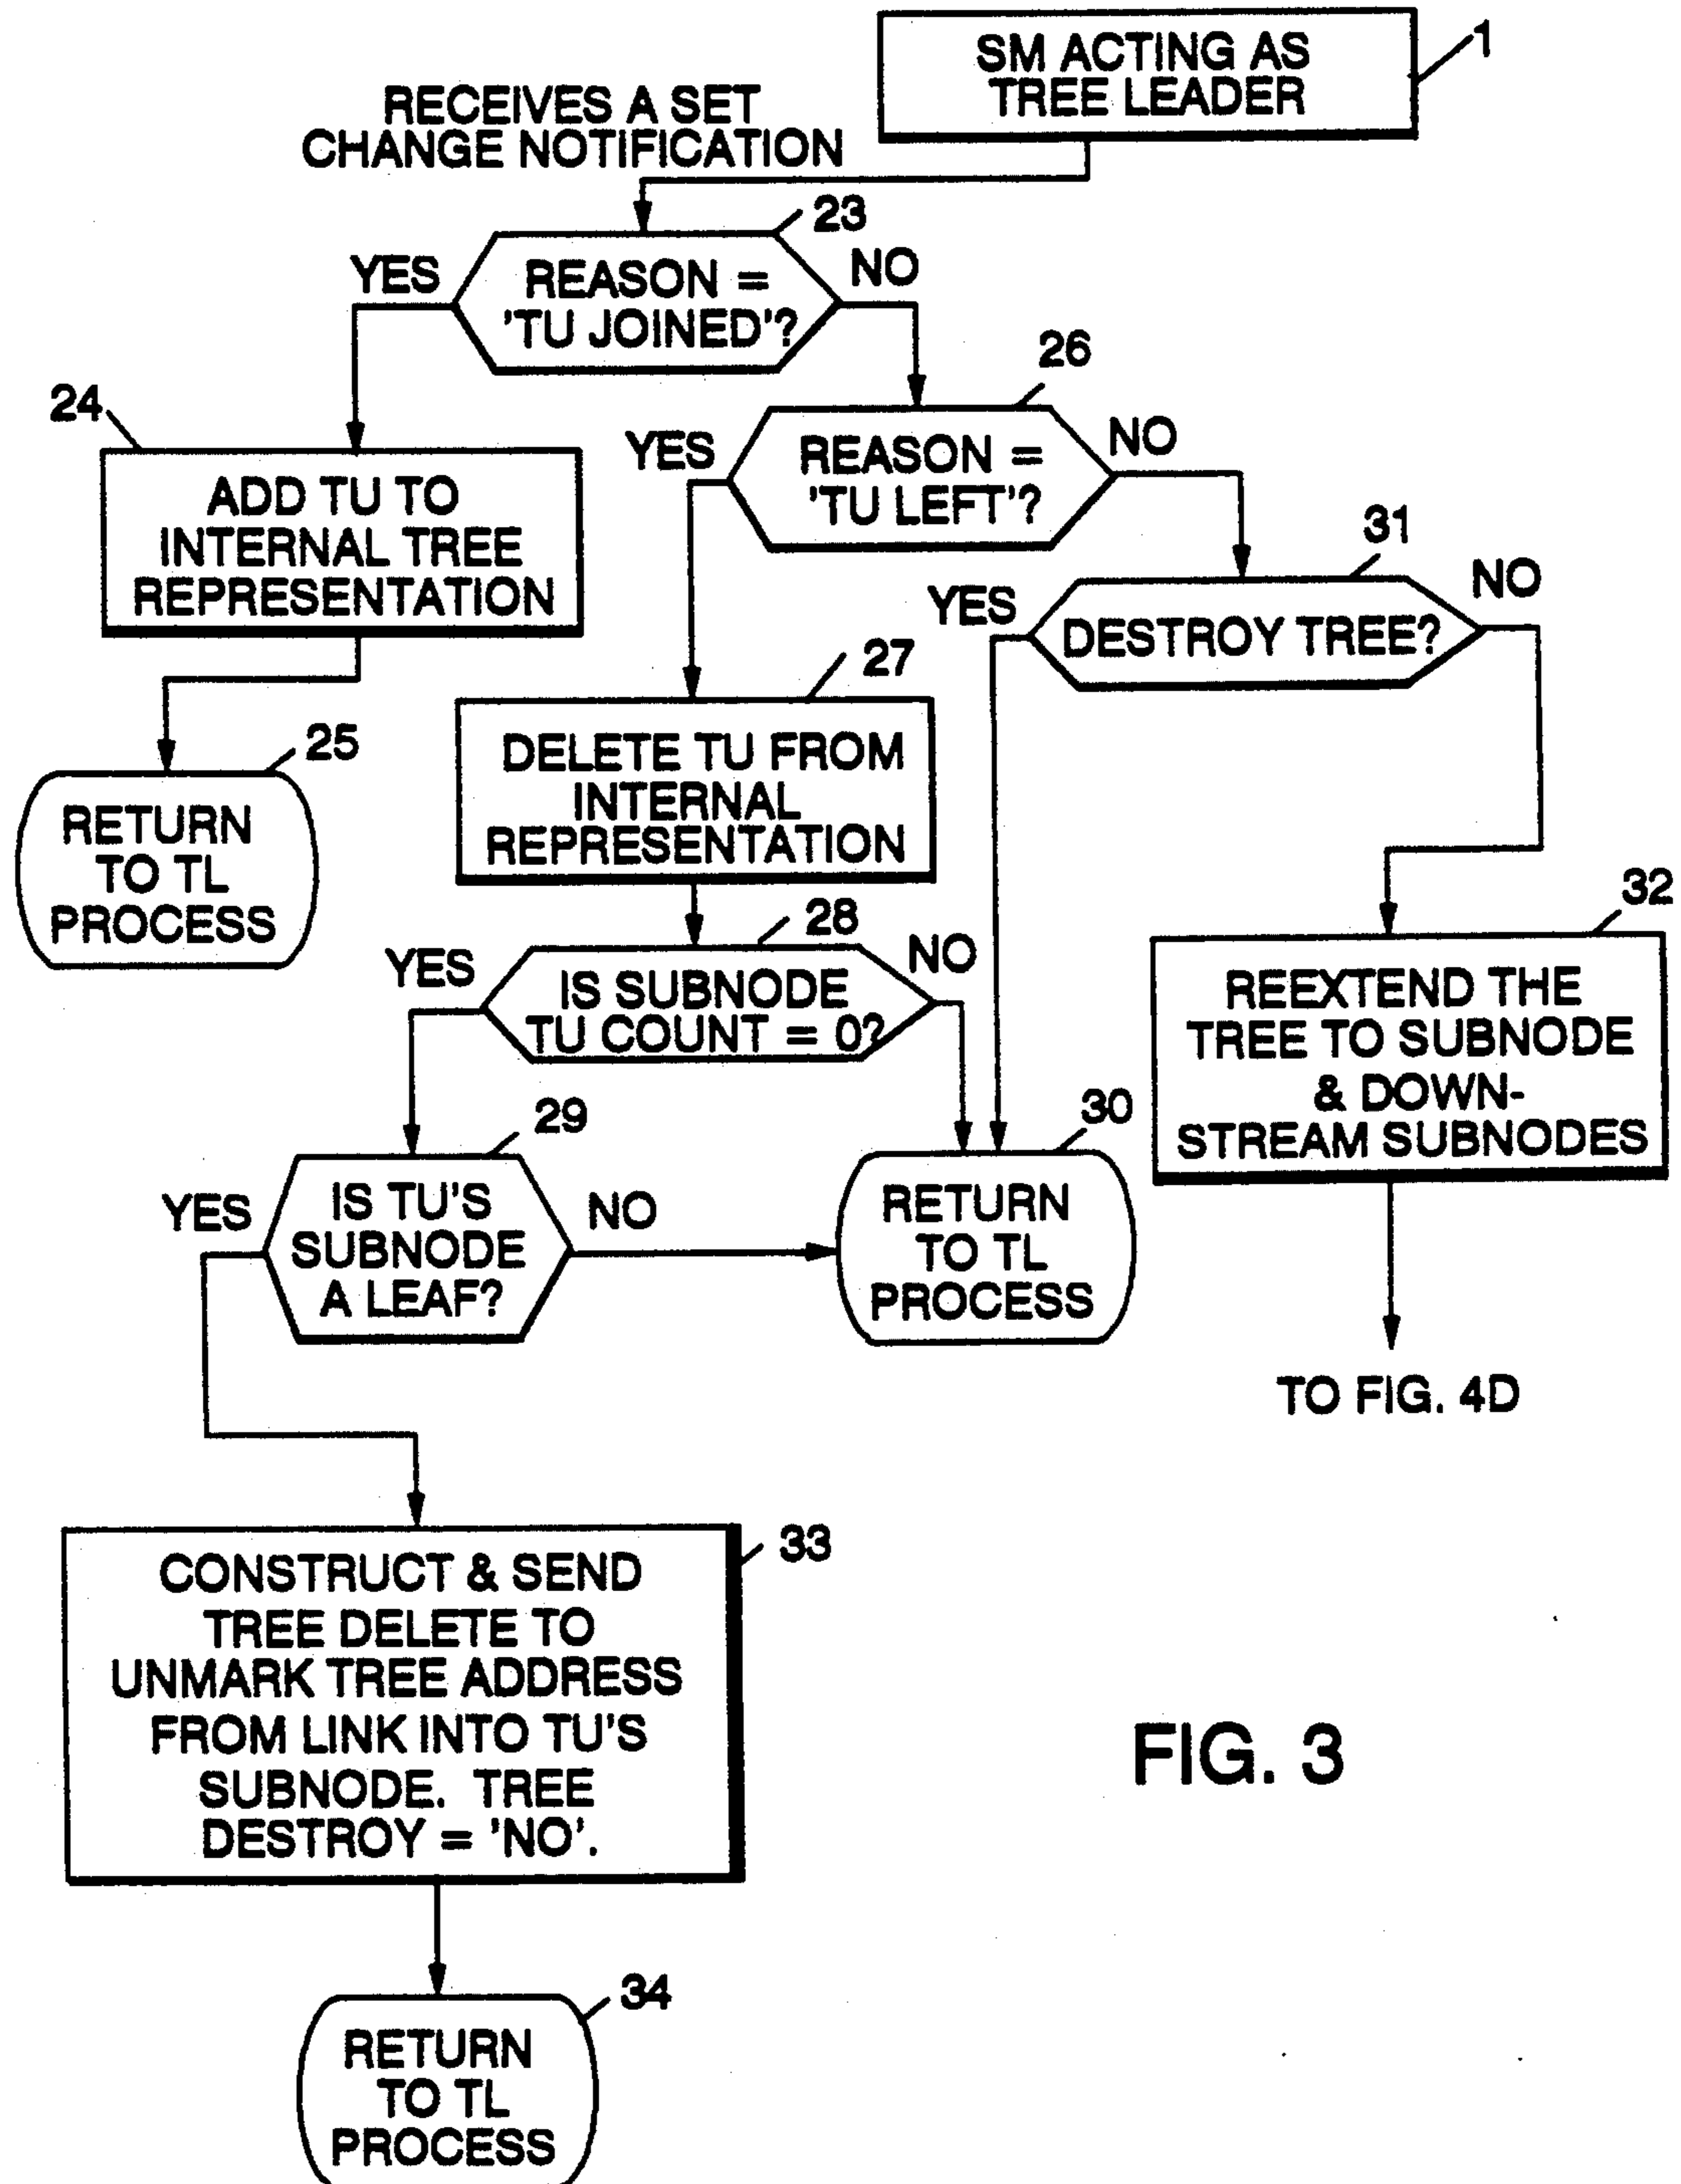 SM ACTING AS
TREE LEADER
1
RECEIVES A SET
CHANGE NOTIFICATION
23
YES
REASON =
'TU JOINED'?
NO
26
24
YES
REASON =
'TU LEFT'?
NO
ADD TU TO
INTERNAL TREE
REPRESENTATION
31
YES
DESTROY TREE?
NO
27
25
DELETE TU FROM
INTERNAL
REPRESENTATION
RETURN
TO TL
PROCESS
32
28
YES
IS SUBNODE
TU COUNT = 0?
NO
REEXTEND THE
TREE TO SUBNODE
& DOWN-
STREAM SUBNODES
29
30
YES
IS TU'S
SUBNODE
A LEAF?
NO
RETURN
TO TL
PROCESS
TO FIG. 4D
33
CONSTRUCT & SEND
TREE DELETE TO
UNMARK TREE ADDRESS
FROM LINK INTO TU'S
SUBNODE. TREE
DESTROY = 'NO'.
FIG. 3
34
RETURN
TO TL
PROCESS